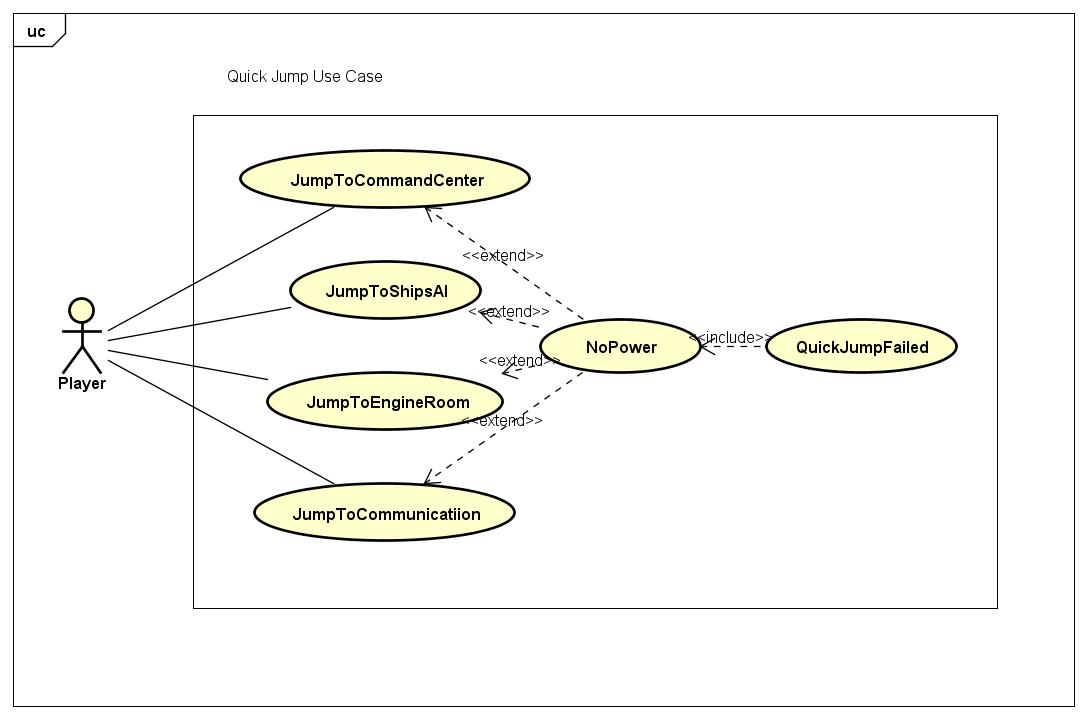 uc
Quick Jump Use Case
JumpToCommandCenter
<<extend>>
JumpToShipsAI
<<extend>>
NoPower
<<include>>
QuickJumpFailed
<<extend>>
Player
JumpToEngineRoom
<<extend>>
JumpToCommunicatiion